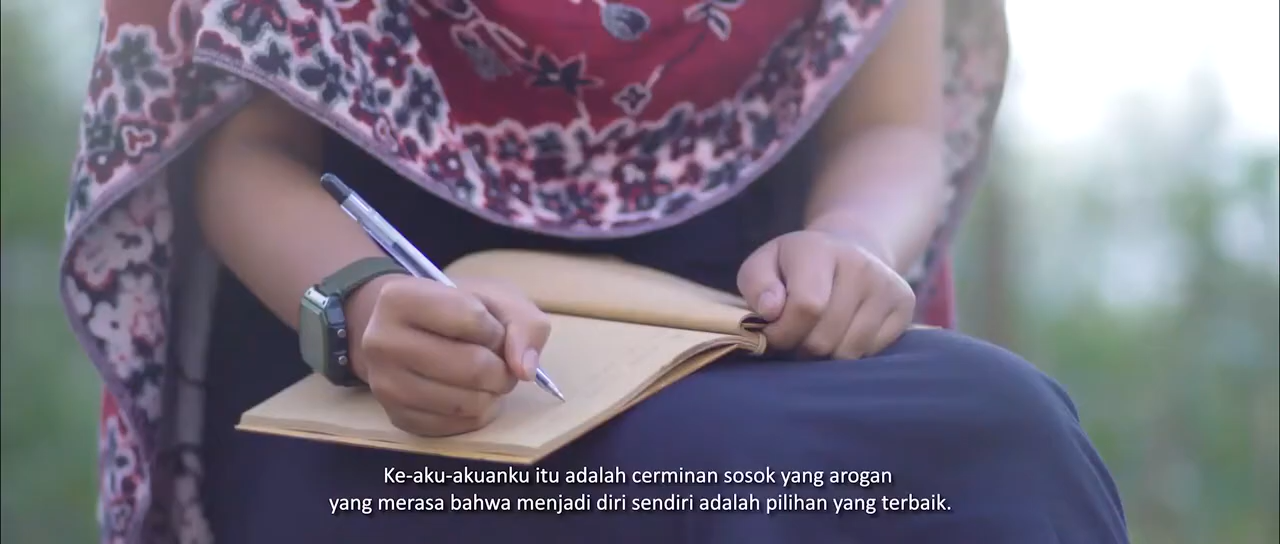 Ke-aku-akuanku itu adalah cerminan sosok yang arogan
yang merasa bahwa menjadi diri sendiri adalah pilihan yang terbaik.